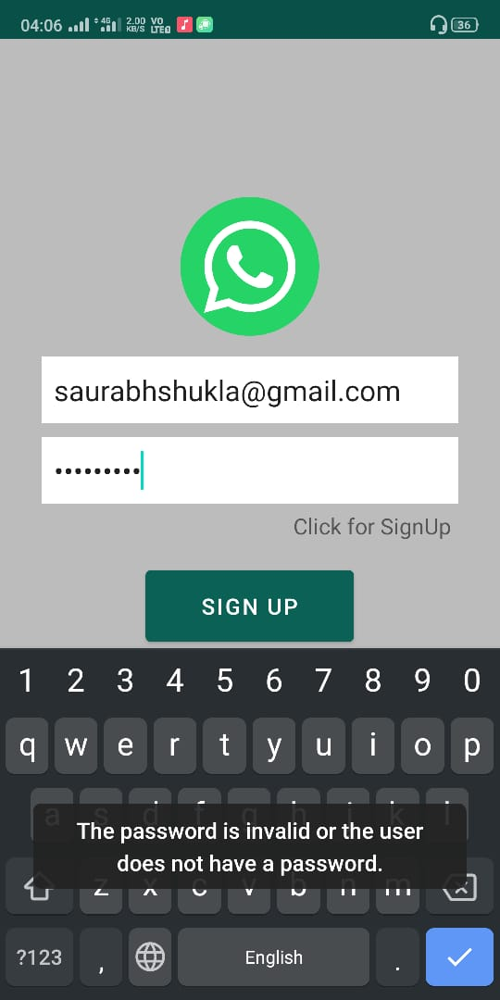 04:06 4G 2.00 KB/S VO LTE 36
saurabhshukla@gmail.com
•••••••••
Click for SignUp
SIGN UP
1 2 3 4 5 6 7 8 9 0
q w e r t y u i o p
a s d f g h j k l
The password is invalid or the user
does not have a password.
z x c v b n m
?123 , English .